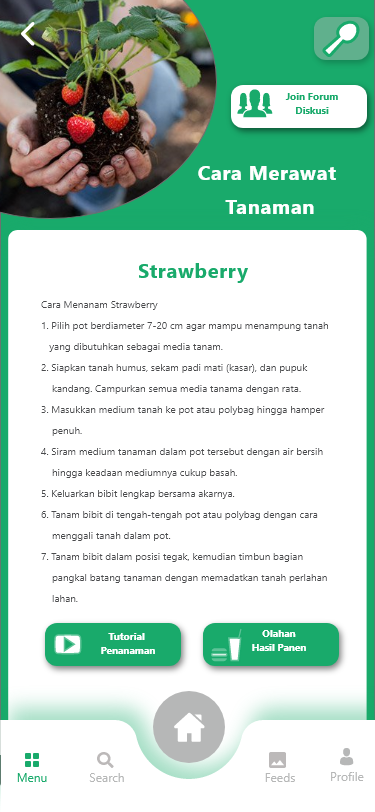 Join Forum
Diskusi
Cara Merawat
Tanaman
Strawberry
Cara Menanam Strawberry
1. Pilih pot berdiameter 7-20 cm agar mampu menampung tanah
yang dibutuhkan sebagai media tanam.
2. Siapkan tanah humus, sekam padi mati (kasar), dan pupuk
kandang. Campurkan semua media tanama dengan rata.
3. Masukkan medium tanah ke pot atau polybag hingga hamper
penuh.
4. Siram medium tanaman dalam pot tersebut dengan air bersih
hingga keadaan mediumnya cukup basah.
5. Keluarkan bibit lengkap bersama akarnya.
6. Tanam bibit di tengah-tengah pot atau polybag dengan cara
menggali tanah dalam pot.
7. Tanam bibit dalam posisi tegak, kemudian timbun bagian
pangkal batang tanaman dengan memadatkan tanah perlahan
lahan.
Tutorial
Penanaman
Olahan
Hasil Panen
Menu
Search
Feeds
Profile